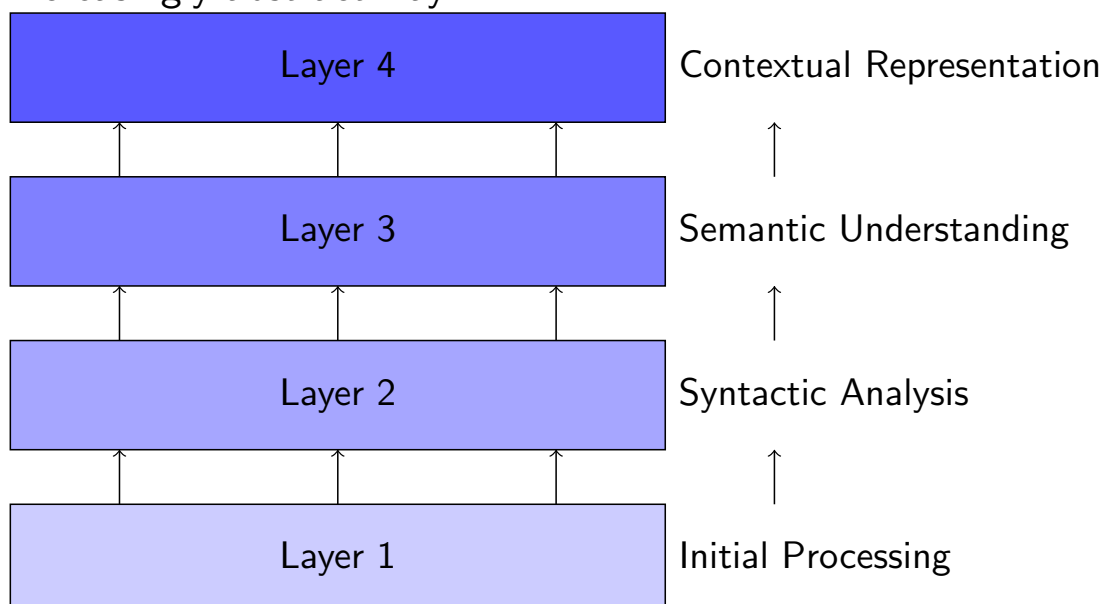 Layer 4 Contextual Representation
Layer 3 Semantic Understanding
Layer 2 Syntactic Analysis
Layer 1 Initial Processing